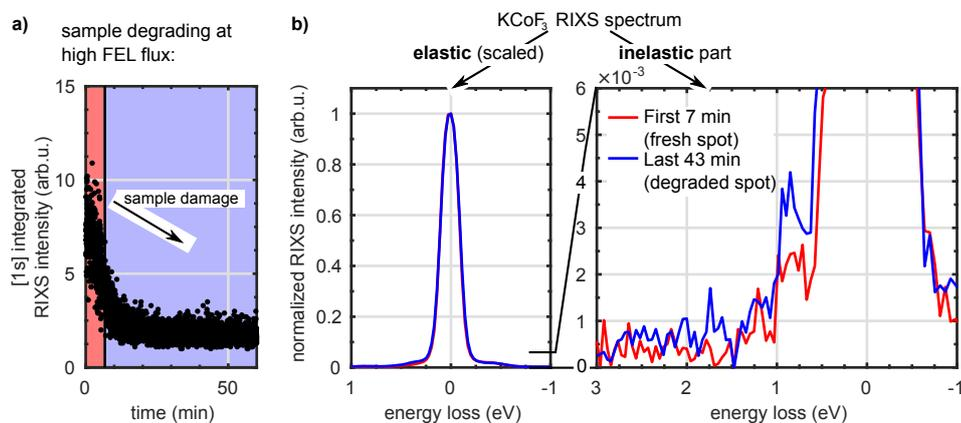 a)
sample degrading at
high FEL flux:
[1s] integrated
RIXS intensity (arb.u.)
15
10
5
0
sample damage
0
50
time (min)
b)
KCoF3 RIXS spectrum
elastic (scaled)
inelastic part
normalized RIXS intensity (arb.u.)
1
0.8
0.6
0.4
0.2
0
1
0
-1
energy loss (eV)
×10-3
6
5
4
3
2
1
0
First 7 min
(fresh spot)
Last 43 min
(degraded spot)
3
2
1
0
-1
energy loss (eV)